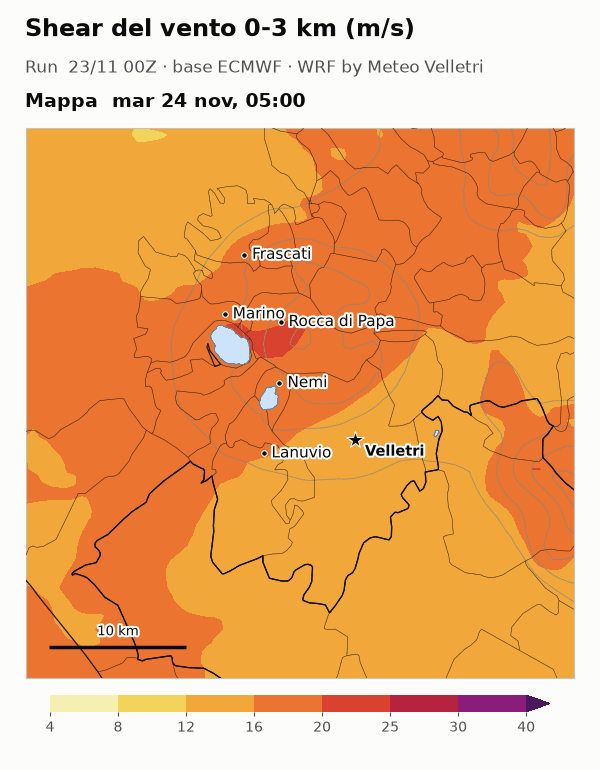 Shear del vento 0-3 km (m/s)
Run 23/11 00Z · base ECMWF · WRF by Meteo Velletri
Mappa mar 24 nov, 05:00
Frascati
Marino
Rocca di Papa
Nemi
Velletri
Lanuvio
10 km
4 8 12 16 20 25 30 40